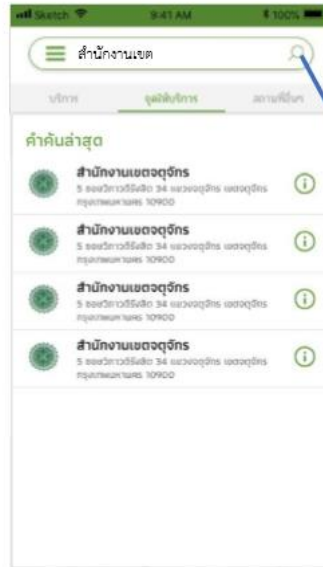 Sketch
9:41 AM
100%
สำนักงานเขต
บริการ
จุดให้บริการ
สถานที่อื่นๆ
คำค้นล่าสุด
สำนักงานเขตจตุจักร
5 ซอยวิภาวดีรังสิต 34 แขวงจตุจักร เขตจตุจักร
กรุงเทพมหานคร 10900
สำนักงานเขตจตุจักร
5 ซอยวิภาวดีรังสิต 34 แขวงจตุจักร เขตจตุจักร
กรุงเทพมหานคร 10900
สำนักงานเขตจตุจักร
5 ซอยวิภาวดีรังสิต 34 แขวงจตุจักร เขตจตุจักร
กรุงเทพมหานคร 10900
สำนักงานเขตจตุจักร
5 ซอยวิภาวดีรังสิต 34 แขวงจตุจักร เขตจตุจักร
กรุงเทพมหานคร 10900